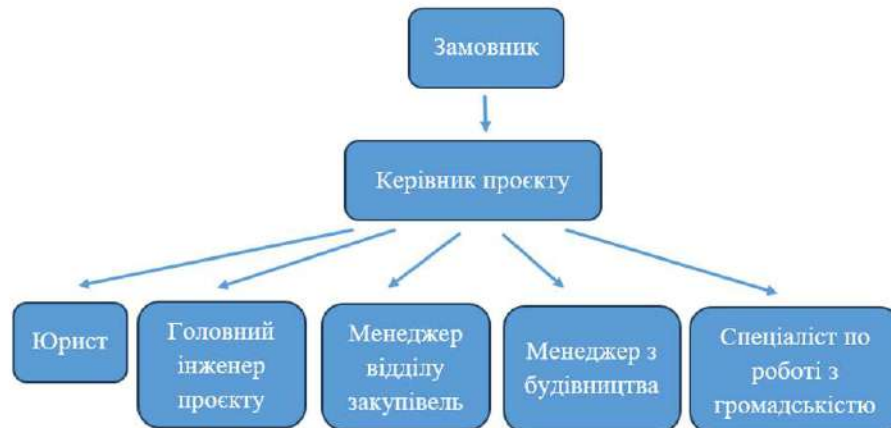 Замовник
Керівник проєкту
Юрист
Головний
інженер
проєкту
Менеджер
відділу
закупівель
Менеджер з
будівництва
Спеціаліст по
роботі з
громадськістю